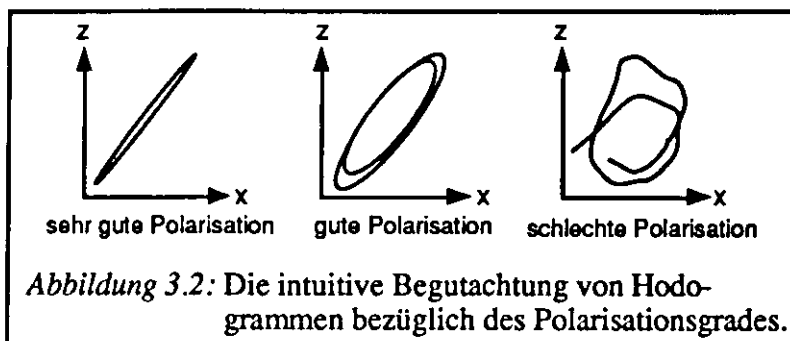 z z z
x x x
sehr gute Polarisation gute Polarisation schlechte Polarisation
Abbildung 3.2: Die intuitive Begutachtung von Hodo-
grammen bezüglich des Polarisationsgrades.